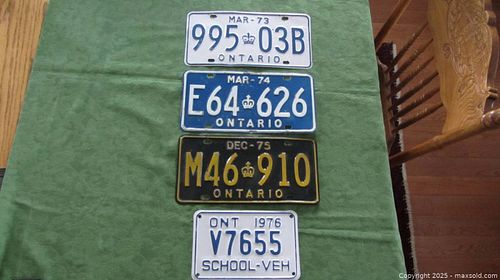 MAR-73
995 03B
ONTARIO
MAR-74
E64 626
ONTARIO
DEC-75
M46 910
ONTARIO
ONT 1976
V7655
SCHOOL-VEH
Copyright 2025 - maxsold.com